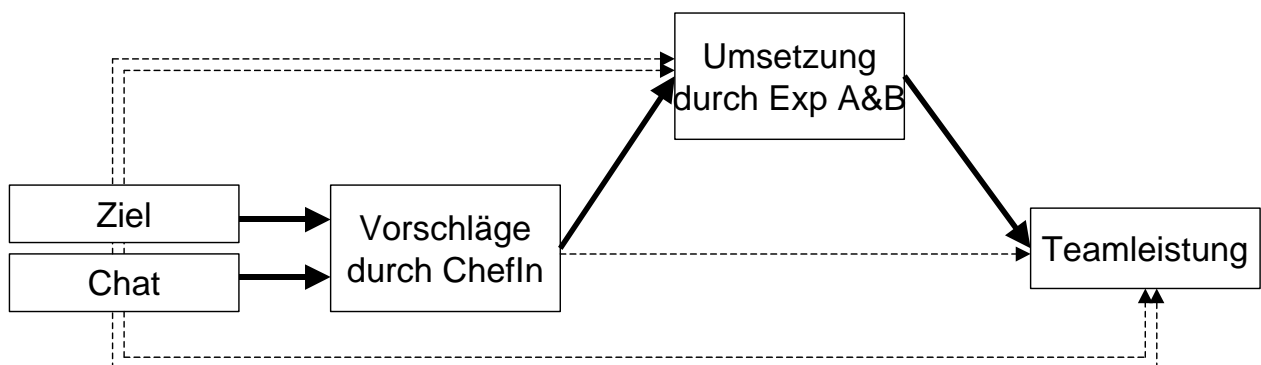 Umsetzung
durch Exp A&B
Ziel
Chat
Vorschläge
durch ChefIn
Teamleistung